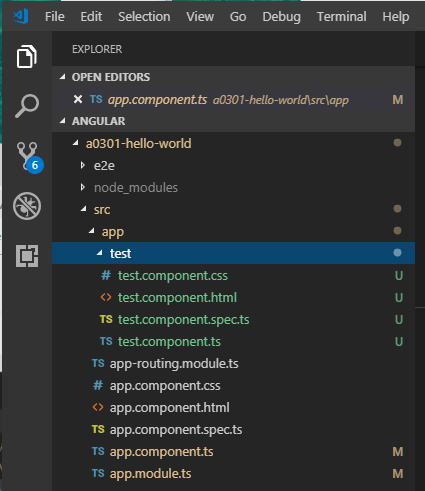 File Edit Selection View Go Debug Terminal Help
EXPLORER
OPEN EDITORS
TS app.component.ts a0301-hello-world\src\app M
ANGULAR
a0301-hello-world
e2e
6
node_modules
src
app
test
# test.component.css U
<> test.component.html U
TS test.component.spec.ts U
TS test.component.ts U
TS app-routing.module.ts
# app.component.css
<> app.component.html
TS app.component.spec.ts
TS app.component.ts M
TS app.module.ts M